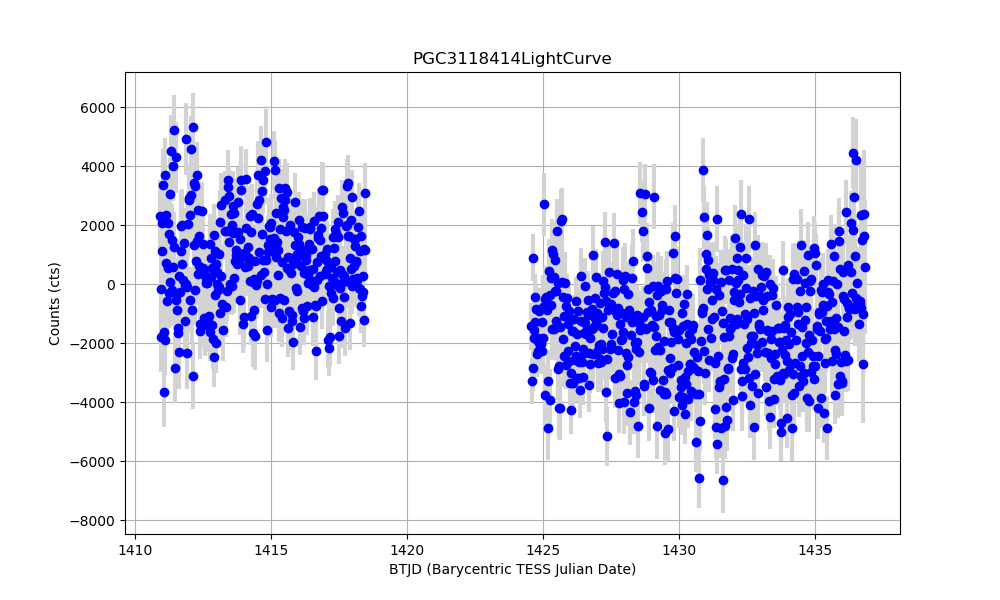 PGC3118414LightCurve
6000
4000
2000
0
−2000
−4000
−6000
−8000
Counts (cts)
1410 1415 1420 1425 1430 1435
BTJD (Barycentric TESS Julian Date)